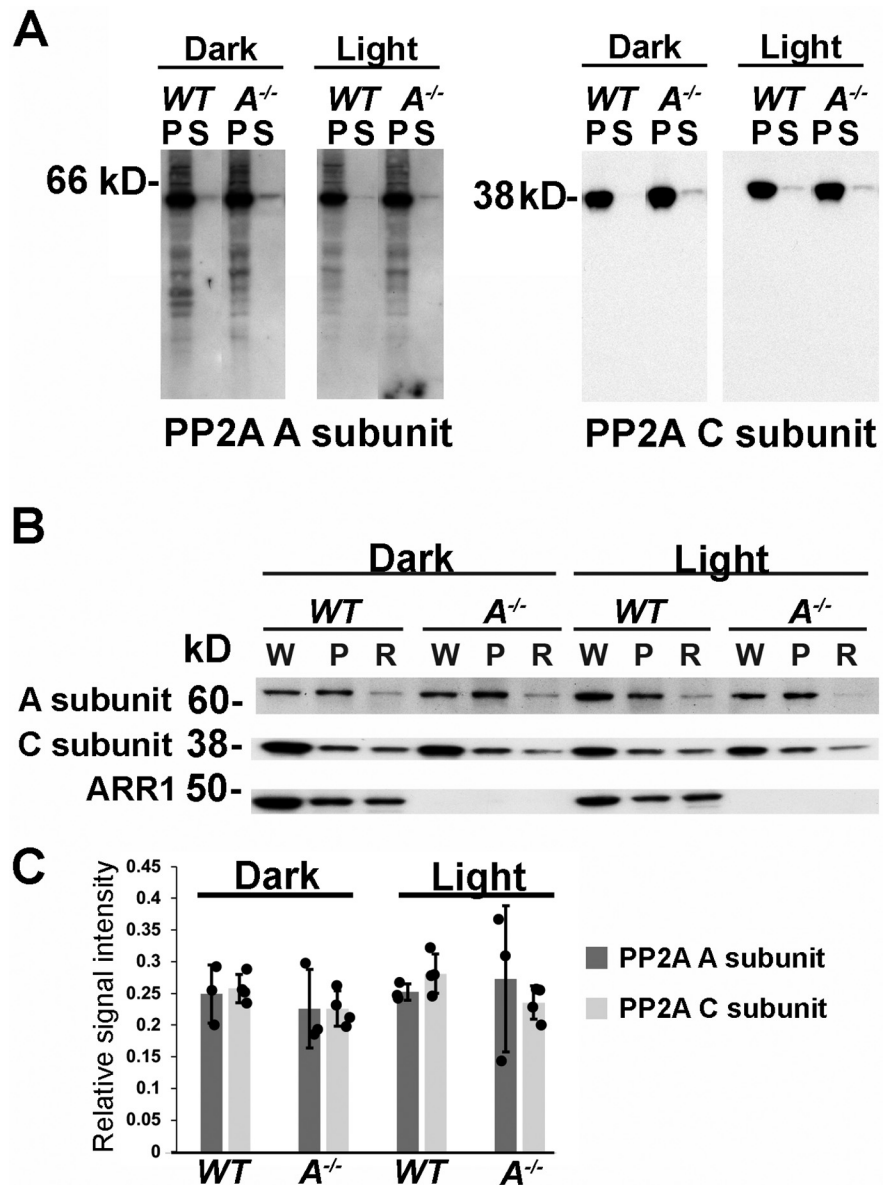 A
Dark Light
WT A-/- WT A-/-
P S P S P S P S
66 kD-
PP2A A subunit
Dark Light
WT A-/- WT A-/-
P S P S P S P S
38 kD-
PP2A C subunit
B
Dark Light
WT A-/- WT A-/-
kD W P R W P R W P R W P R
A subunit 60-
C subunit 38-
ARR1 50-
C
Dark Light
Relative signal intensity
0.45
0.4
0.35
0.3
0.25
0.2
0.15
0.1
0.05
0
WT A-/- WT A-/-
PP2A A subunit
PP2A C subunit